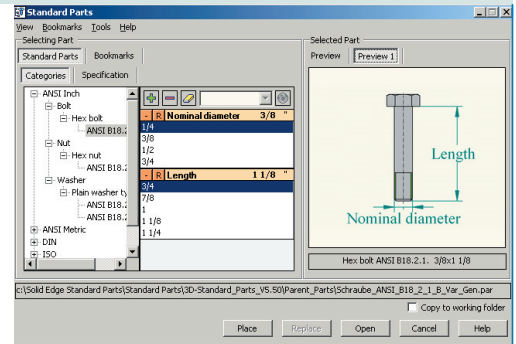 Standard Parts
View Bookmarks Tools Help
Selecting Part
Selected Part
Standard Parts Bookmarks
Preview Preview 1
Categories Specification
ANSI Inch
Bolt
Hex bolt
ANSI B18.2
Nut
Hex nut
ANSI B18.2
Washer
Plain washer ty
ANSI B18.2
ANSI B18.2
ANSI Metric
DIN
ISO
- R Nominal diameter 3/8 "
1/4
3/8
1/2
3/4
- R Length 1 1/8 "
3/4
7/8
1
1 1/8
1 1/4
Length
Nominal diameter
Hex bolt ANSI B18.2.1. 3/8x1 1/8
c:\Solid Edge Standard Parts\Standard Parts\3D-Standard_Parts_V5.50\Parent_Parts\Schraube_ANSI_B18_2_1_B_Var_Gen.par
Copy to working folder
Place Replace Open Cancel Help